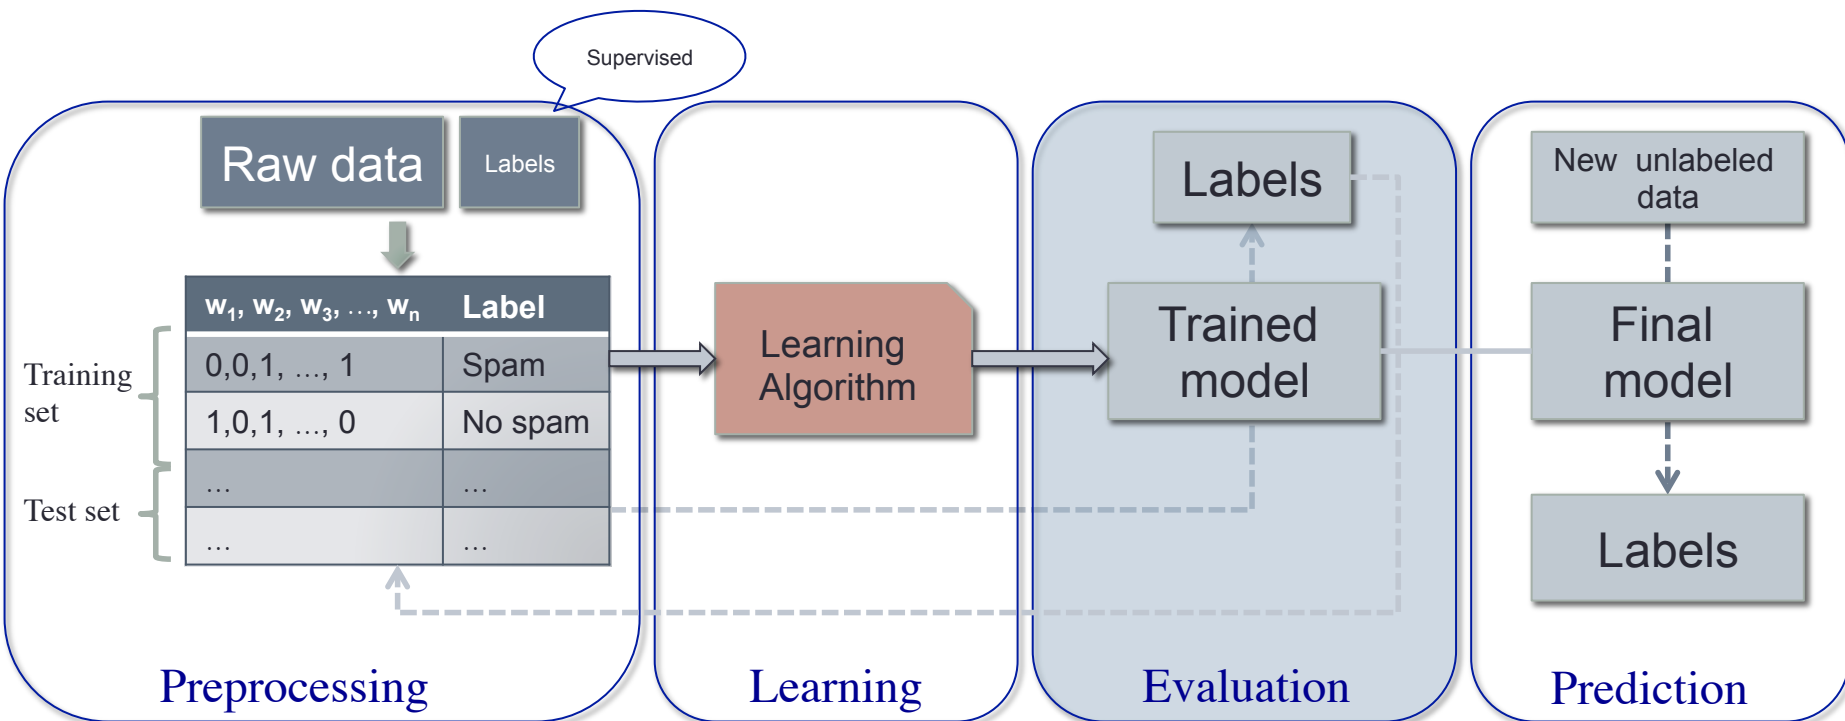 Supervised
Raw data
Labels
w1, w2, w3, …, wn Label
0,0,1, …, 1 Spam
1,0,1, …, 0 No spam
… …
… …
Training
set
Test set
Preprocessing
Learning
Algorithm
Learning
Labels
Trained
model
Evaluation
New unlabeled
data
Final
model
Labels
Prediction